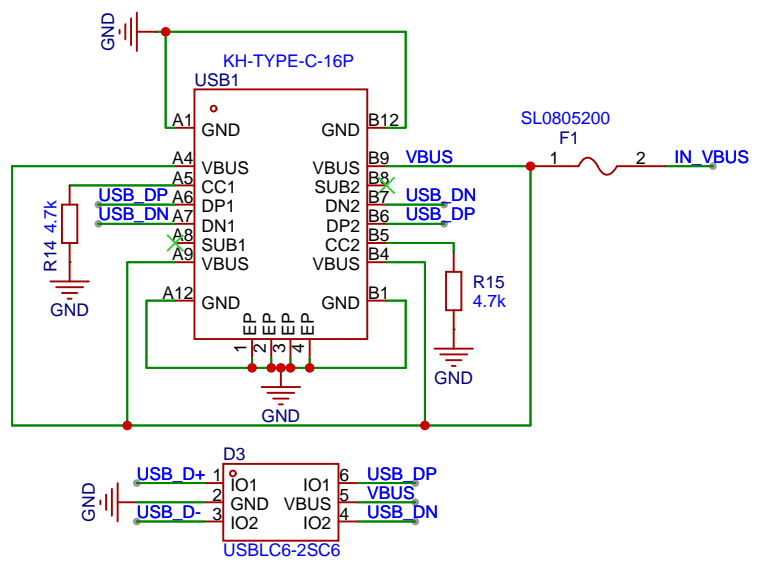 GND
KH-TYPE-C-16P
USB1
A1 GND GND B12
SL0805200
F1
A4 VBUS VBUS B9 VBUS 1 2 IN_VBUS
A5 CC1 SUB2 B8
USB_DP A6 DP1 DN2 B7 USB_DN
USB_DN A7 DN1 DP2 B6 USB_DP
A8 SUB1 CC2 B5
A9 VBUS VBUS B4
R14 4.7k
GND
R15
4.7k
GND
A12 GND GND B1
EP EP EP EP
1 2 3 4
GND
D3
USB_D+ 1 IO1 IO1 6 USB_DP
GND 2 GND VBUS 5 VBUS
USB_D- 3 IO2 IO2 4 USB_DN
USBLC6-2SC6